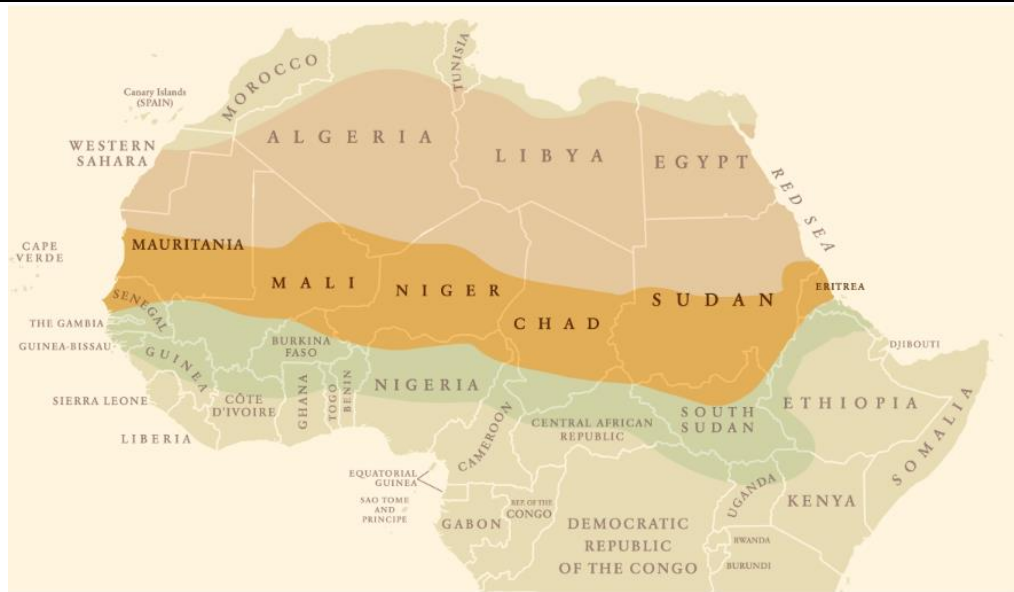 MOROCCO
TUNISIA
Canary Islands
(SPAIN)
ALGERIA
LIBYA
EGYPT
WESTERN
SAHARA
RED SEA
CAPE
VERDE
MAURITANIA
MALI
NIGER
CHAD
SUDAN
ERITREA
SENEGAL
THE GAMBIA
GUINEA-BISSAU
GUINEA
BURKINA
FASO
DJIBOUTI
SIERRA LEONE
CÔTE
D'IVOIRE
GHANA
TOGO
BENIN
NIGERIA
LIBERIA
CAMEROON
CENTRAL AFRICAN
REPUBLIC
SOUTH
SUDAN
ETHIOPIA
SOMALIA
EQUATORIAL
GUINEA
SAO TOME
AND
PRINCIPE
GABON
REP. OF THE
CONGO
DEMOCRATIC
REPUBLIC
OF THE CONGO
UGANDA
KENYA
RWANDA
BURUNDI